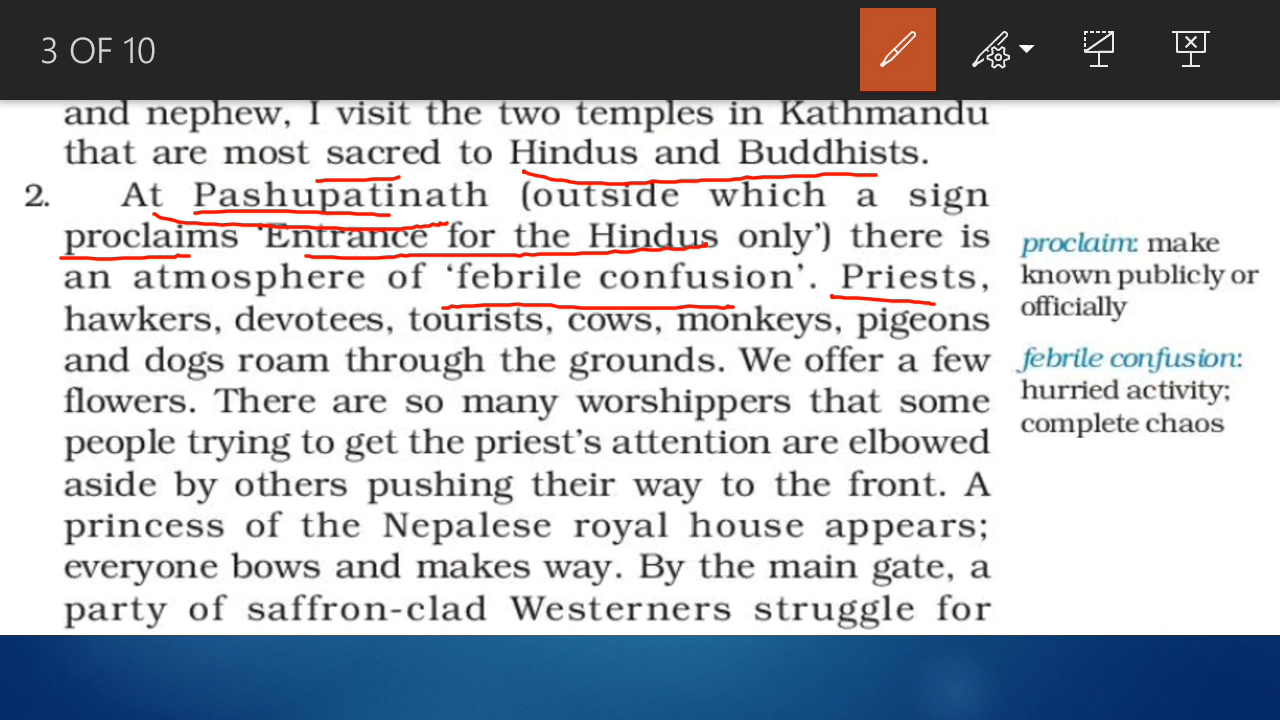 3 OF 10
and nephew, I visit the two temples in Kathmandu
that are most sacred to Hindus and Buddhists.
2. At Pashupatinath (outside which a sign
proclaims ‘Entrance for the Hindus only’) there is
an atmosphere of ‘febrile confusion’. Priests,
hawkers, devotees, tourists, cows, monkeys, pigeons
and dogs roam through the grounds. We offer a few
flowers. There are so many worshippers that some
people trying to get the priest’s attention are elbowed
aside by others pushing their way to the front. A
princess of the Nepalese royal house appears;
everyone bows and makes way. By the main gate, a
party of saffron-clad Westerners struggle for
proclaim: make
known publicly or
officially
febrile confusion:
hurried activity;
complete chaos